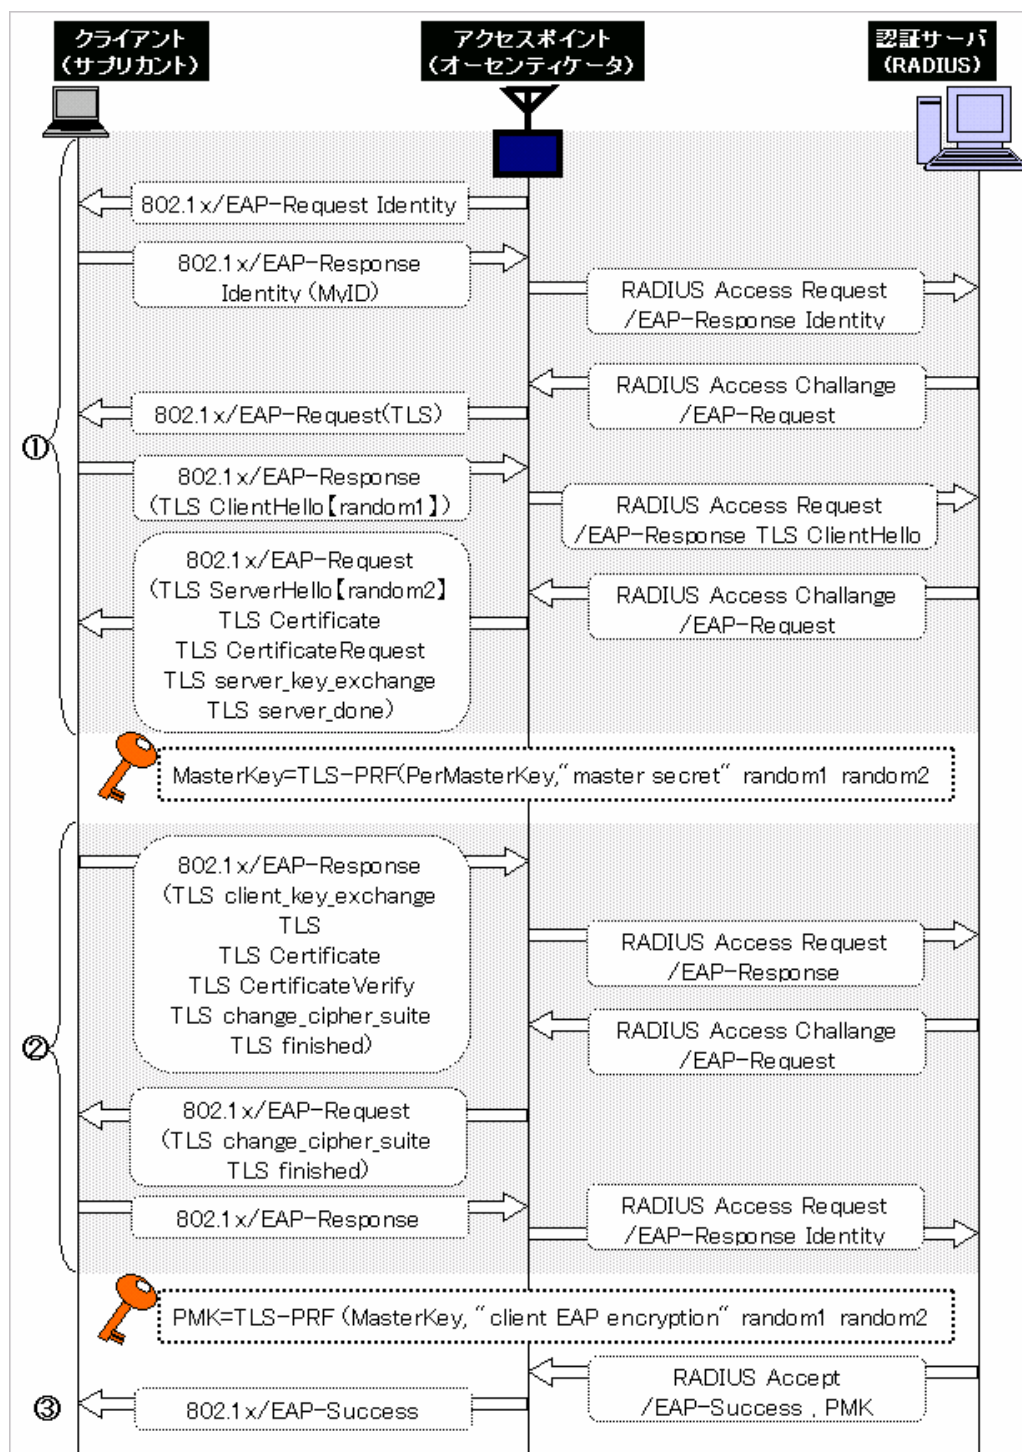 クライアント
(サプリカント)
アクセスポイント
(オーセンティケータ)
認証サーバ
(RADIUS)
①
802.1x/EAP-Request Identity
802.1x/EAP-Response
Identity (MyID)
RADIUS Access Request
/EAP-Response Identity
RADIUS Access Challange
/EAP-Request
802.1x/EAP-Request(TLS)
802.1x/EAP-Response
(TLS ClientHello【random1】)
RADIUS Access Request
/EAP-Response TLS ClientHello
802.1x/EAP-Request
(TLS ServerHello【random2】
TLS Certificate
TLS CertificateRequest
TLS server_key_exchange
TLS server_done)
RADIUS Access Challange
/EAP-Request
MasterKey=TLS-PRF(PerMasterKey,"master secret" random1 random2
②
802.1x/EAP-Response
(TLS client_key_exchange
TLS
TLS Certificate
TLS CertificateVerify
TLS change_cipher_suite
TLS finished)
RADIUS Access Request
/EAP-Response
RADIUS Access Challange
/EAP-Request
802.1x/EAP-Request
(TLS change_cipher_suite
TLS finished)
802.1x/EAP-Response
RADIUS Access Request
/EAP-Response Identity
PMK=TLS-PRF (MasterKey, "client EAP encryption" random1 random2
RADIUS Accept
/EAP-Success , PMK
③
802.1x/EAP-Success